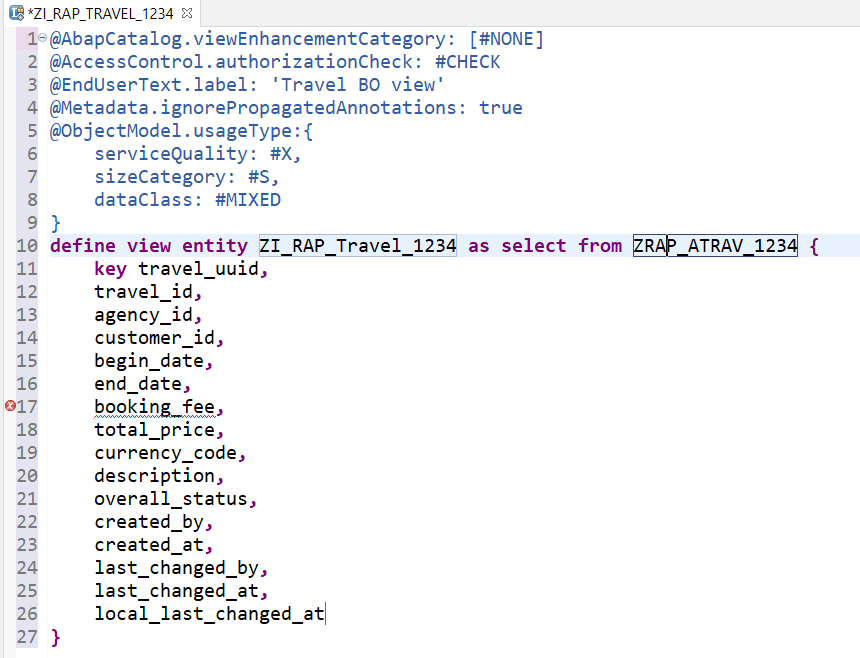 *ZI_RAP_TRAVEL_1234
1 @AbapCatalog.viewEnhancementCategory: [#NONE]
2 @AccessControl.authorizationCheck: #CHECK
3 @EndUserText.label: 'Travel BO view'
4 @Metadata.ignorePropagatedAnnotations: true
5 @ObjectModel.usageType:{
6     serviceQuality: #X,
7     sizeCategory: #S,
8     dataClass: #MIXED
9 }
10 define view entity ZI_RAP_Travel_1234 as select from ZRAP_ATRAV_1234 {
11     key travel_uuid,
12     travel_id,
13     agency_id,
14     customer_id,
15     begin_date,
16     end_date,
17     booking_fee,
18     total_price,
19     currency_code,
20     description,
21     overall_status,
22     created_by,
23     created_at,
24     last_changed_by,
25     last_changed_at,
26     local_last_changed_at
27 }